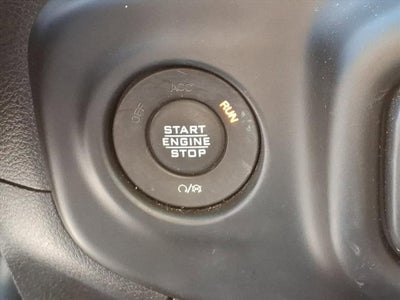 OFF
ACC
RUN
START
ENGINE
STOP